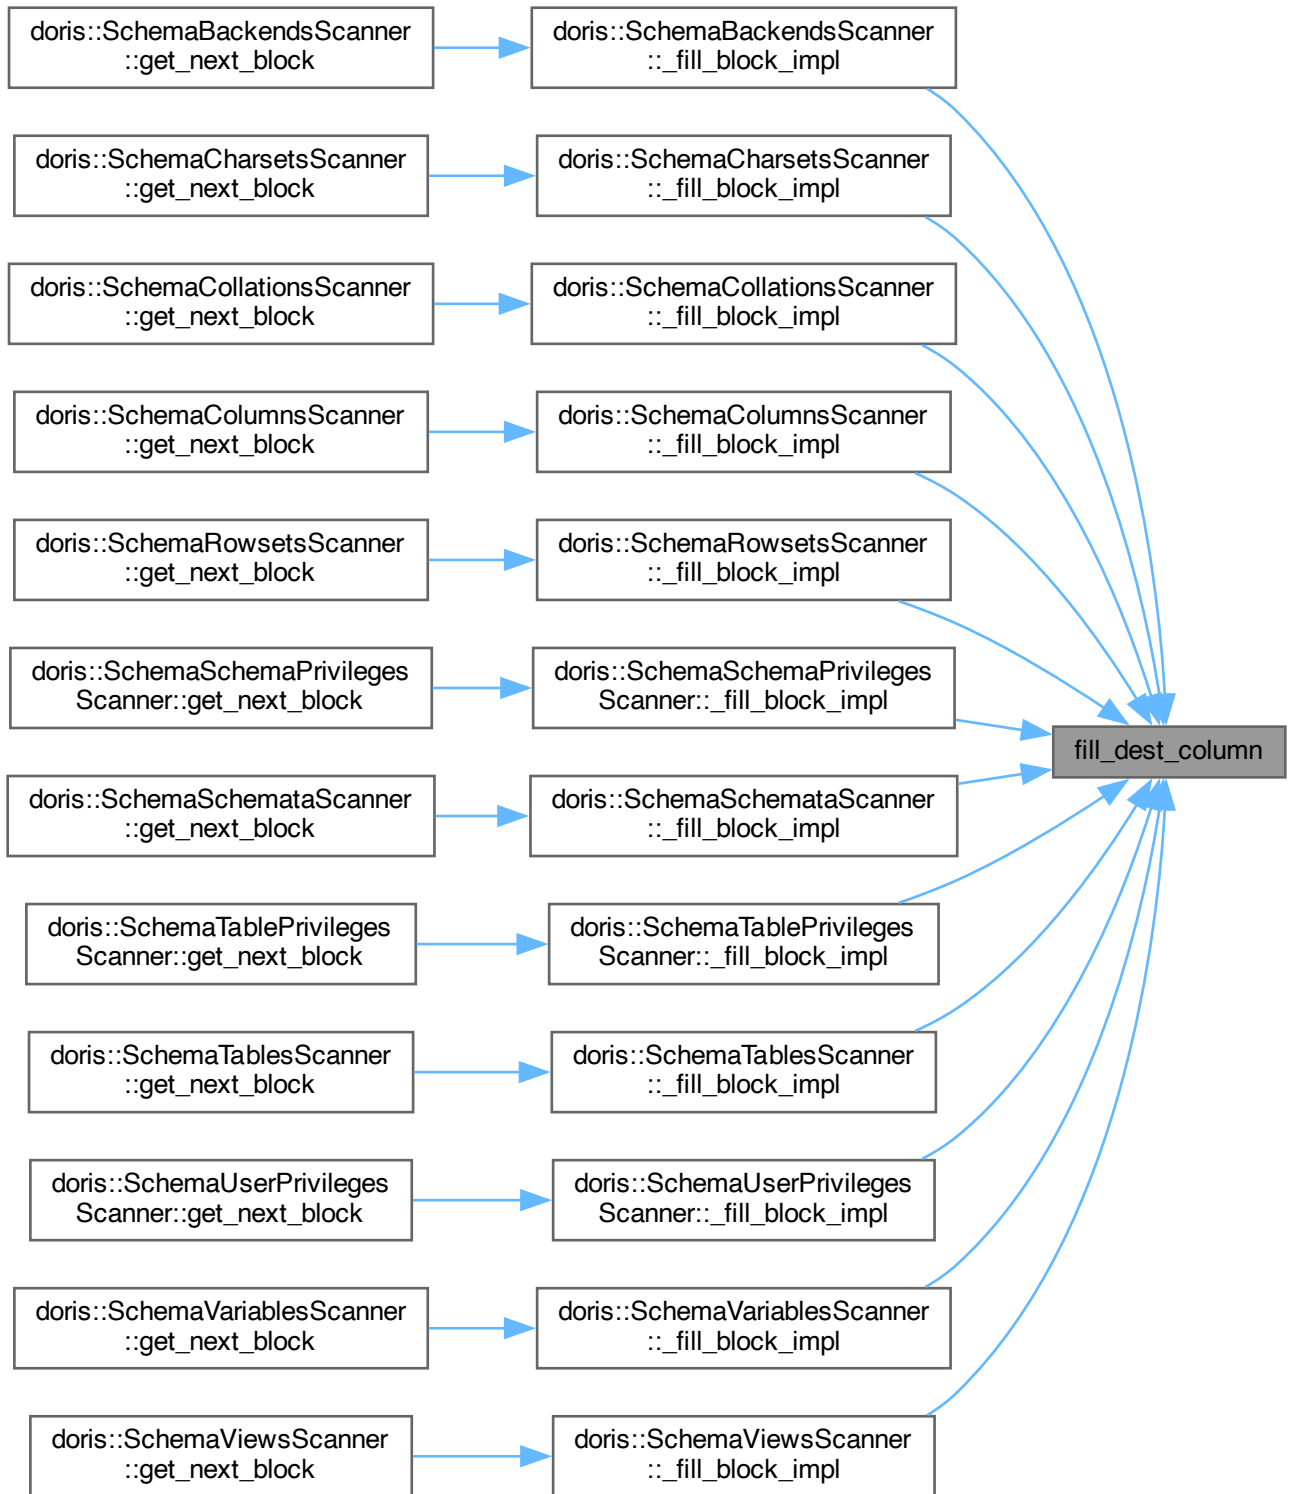 doris::SchemaBackendsScanner
::get_next_block
doris::SchemaBackendsScanner
::_fill_block_impl
doris::SchemaCharsetsScanner
::get_next_block
doris::SchemaCharsetsScanner
::_fill_block_impl
doris::SchemaCollationsScanner
::get_next_block
doris::SchemaCollationsScanner
::_fill_block_impl
doris::SchemaColumnsScanner
::get_next_block
doris::SchemaColumnsScanner
::_fill_block_impl
doris::SchemaRowsetsScanner
::get_next_block
doris::SchemaRowsetsScanner
::_fill_block_impl
doris::SchemaSchemaPrivileges
Scanner::get_next_block
doris::SchemaSchemaPrivileges
Scanner::_fill_block_impl
fill_dest_column
doris::SchemaSchemataScanner
::get_next_block
doris::SchemaSchemataScanner
::_fill_block_impl
doris::SchemaTablePrivileges
Scanner::get_next_block
doris::SchemaTablePrivileges
Scanner::_fill_block_impl
doris::SchemaTablesScanner
::get_next_block
doris::SchemaTablesScanner
::_fill_block_impl
doris::SchemaUserPrivileges
Scanner::get_next_block
doris::SchemaUserPrivileges
Scanner::_fill_block_impl
doris::SchemaVariablesScanner
::get_next_block
doris::SchemaVariablesScanner
::_fill_block_impl
doris::SchemaViewsScanner
::get_next_block
doris::SchemaViewsScanner
::_fill_block_impl